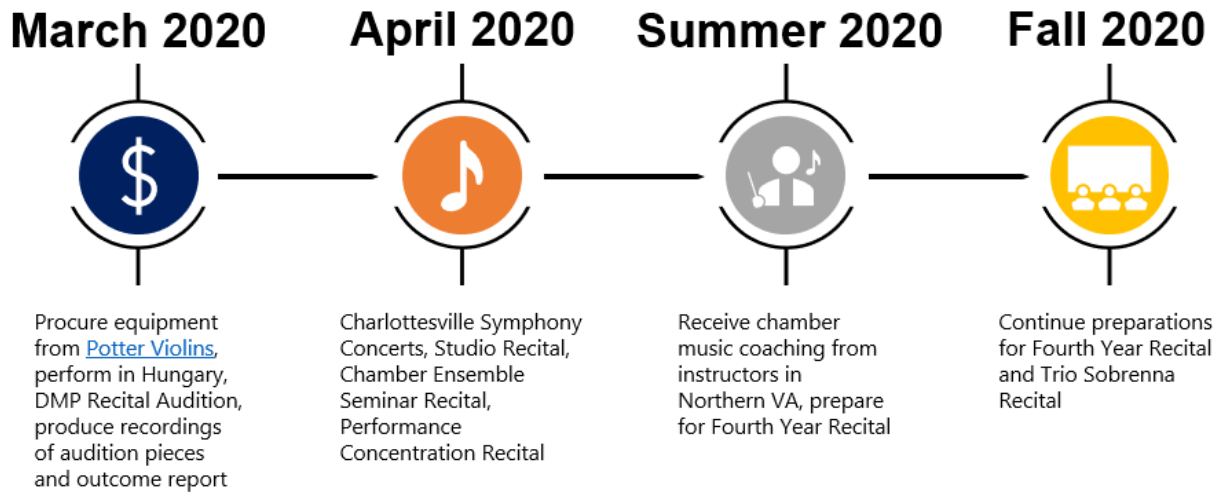 March 2020
April 2020
Summer 2020
Fall 2020
$
Procure equipment
from Potter Violins,
perform in Hungary,
DMP Recital Audition,
produce recordings
of audition pieces
and outcome report
Charlottesville Symphony
Concerts, Studio Recital,
Chamber Ensemble
Seminar Recital,
Performance
Concentration Recital
Receive chamber
music coaching from
instructors in
Northern VA, prepare
for Fourth Year Recital
Continue preparations
for Fourth Year Recital
and Trio Sobrenna
Recital